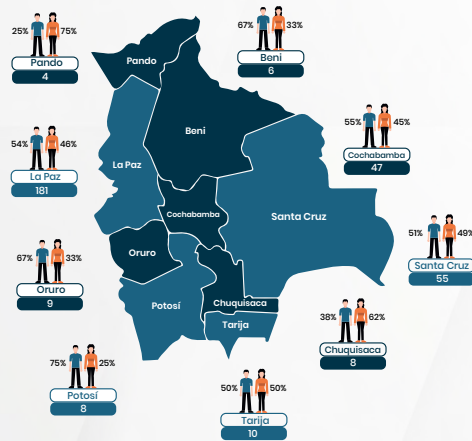 25% 75%
Pando
4
67% 33%
Beni
6
54% 46%
La Paz
181
55% 45%
Cochabamba
47
67% 33%
Oruro
9
51% 49%
Santa Cruz
55
75% 25%
Potosí
8
38% 62%
Chuquisaca
8
50% 50%
Tarija
10
Pando
Beni
La Paz
Cochabamba
Santa Cruz
Oruro
Potosí
Chuquisaca
Tarija